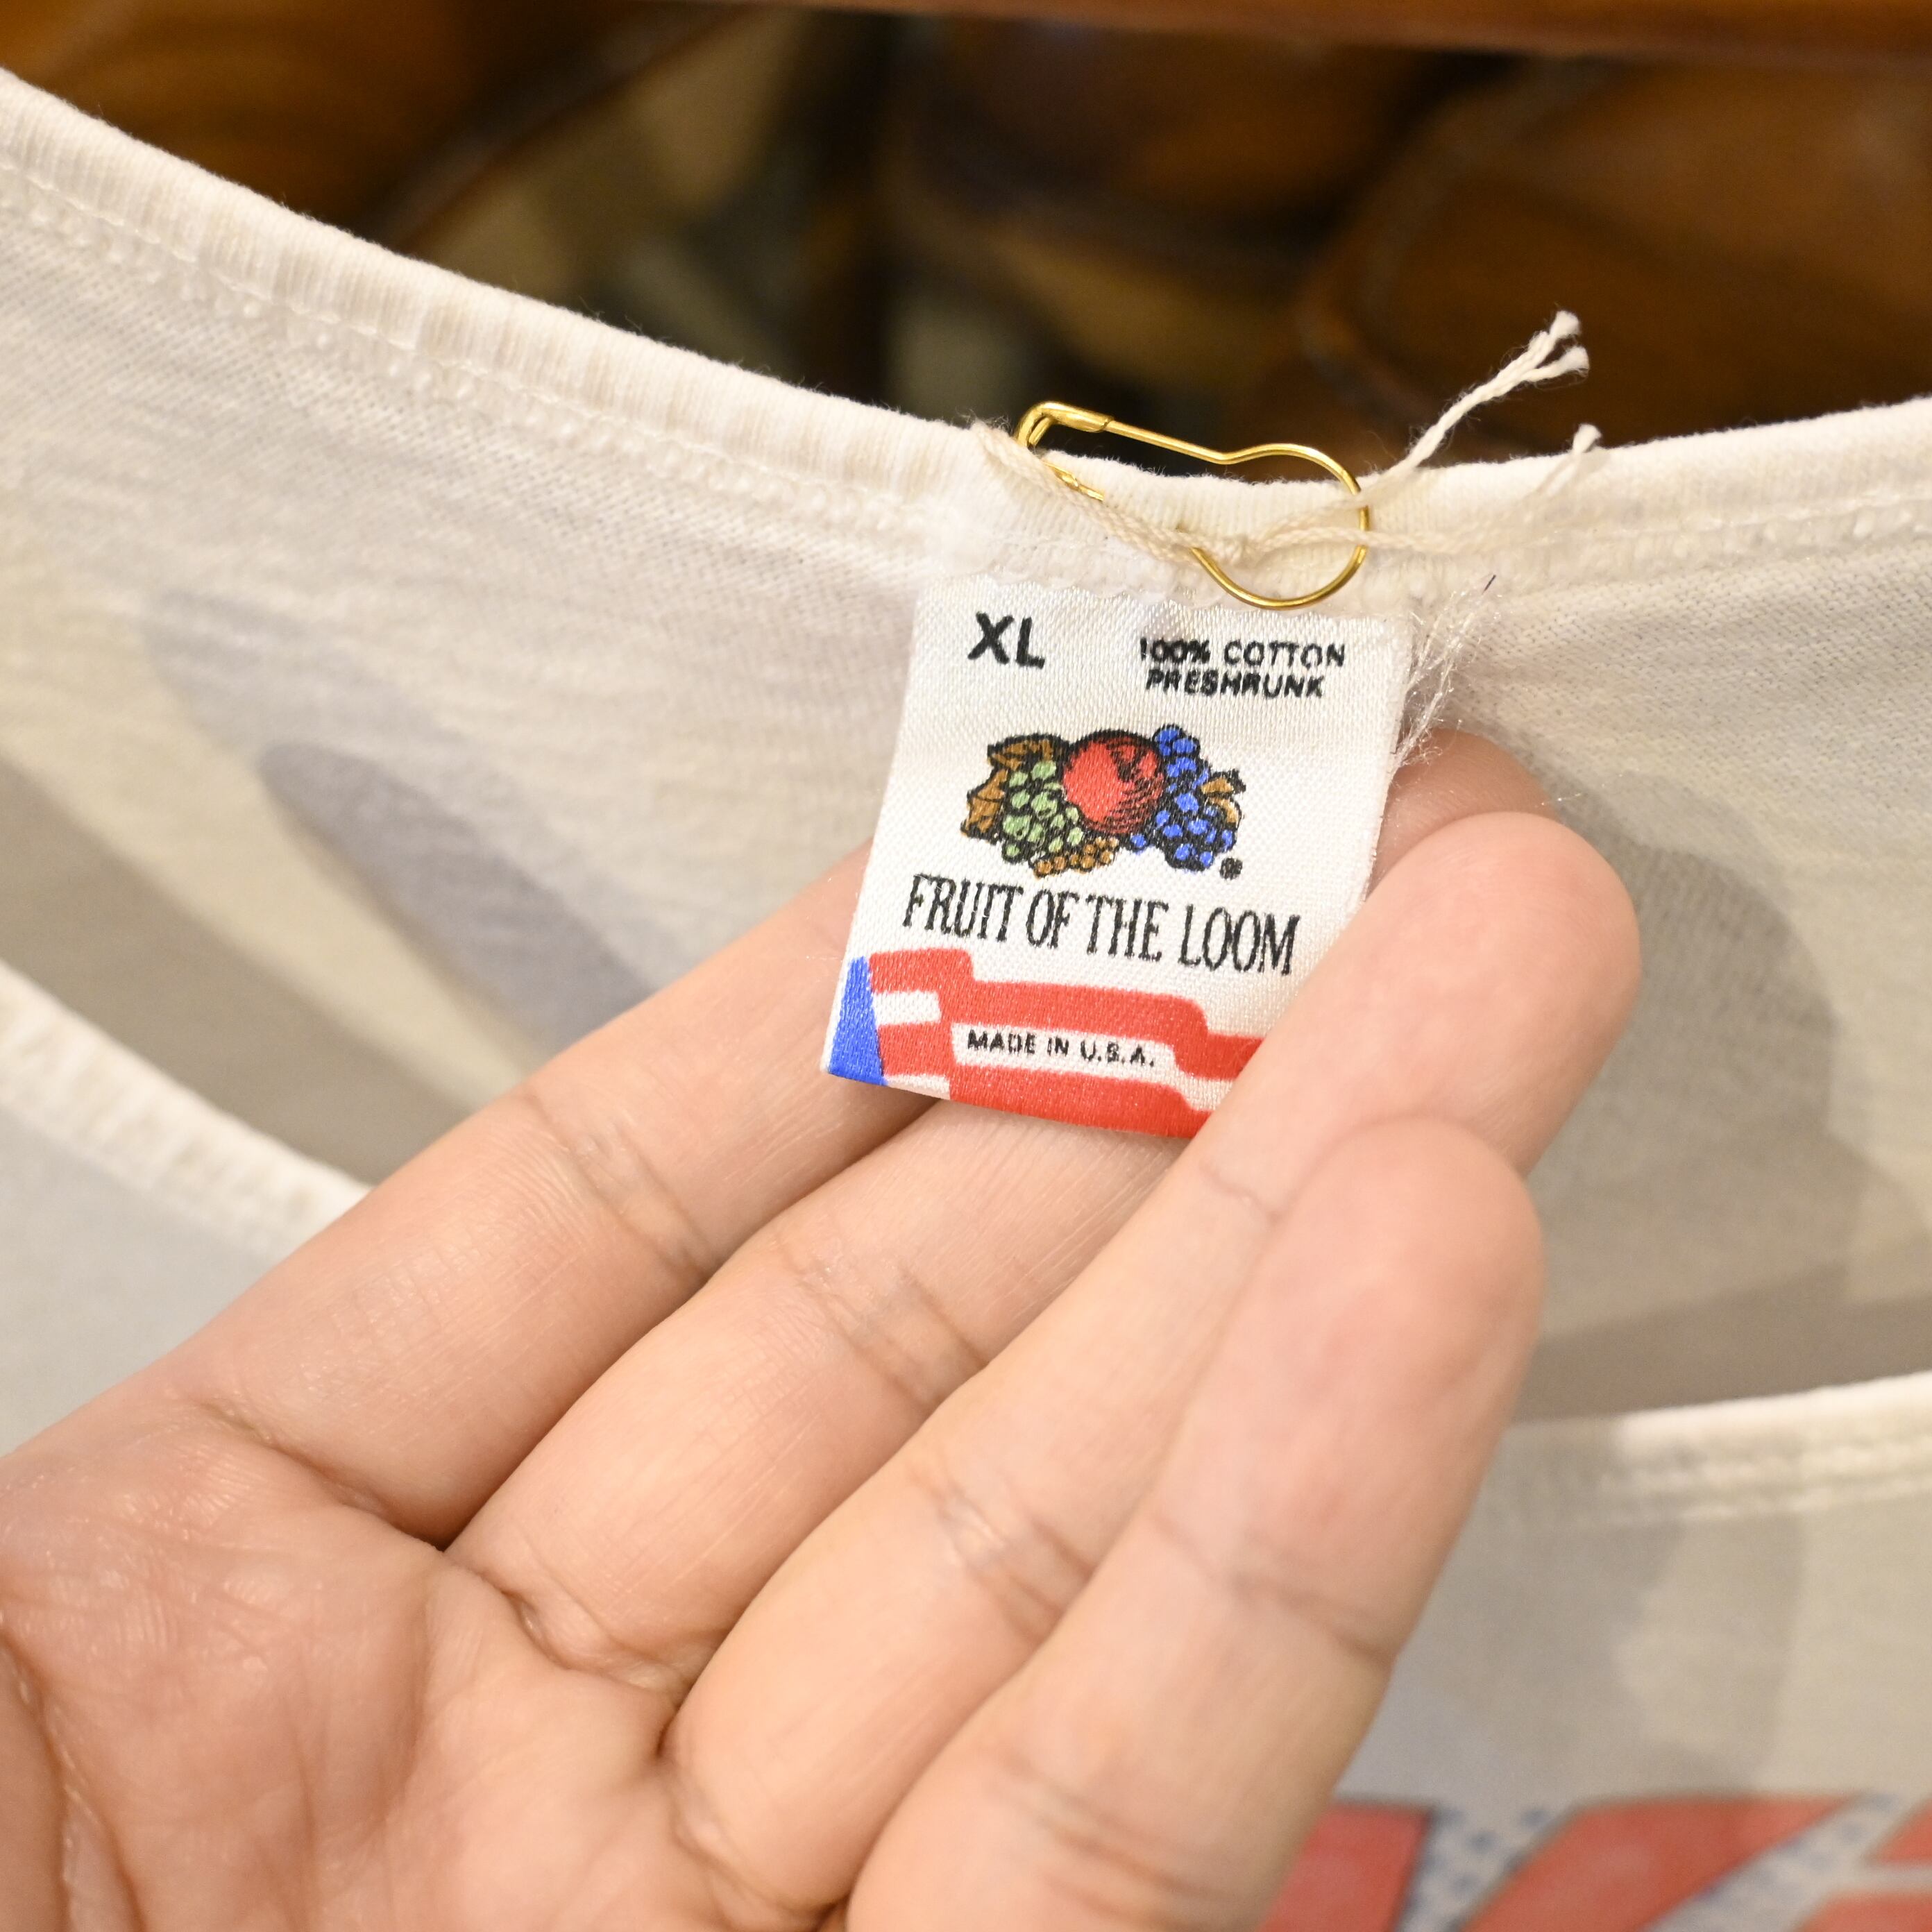 XL
100% COTTON
PRESHRUNK
FRUIT OF THE LOOM
MADE IN U.S.A.